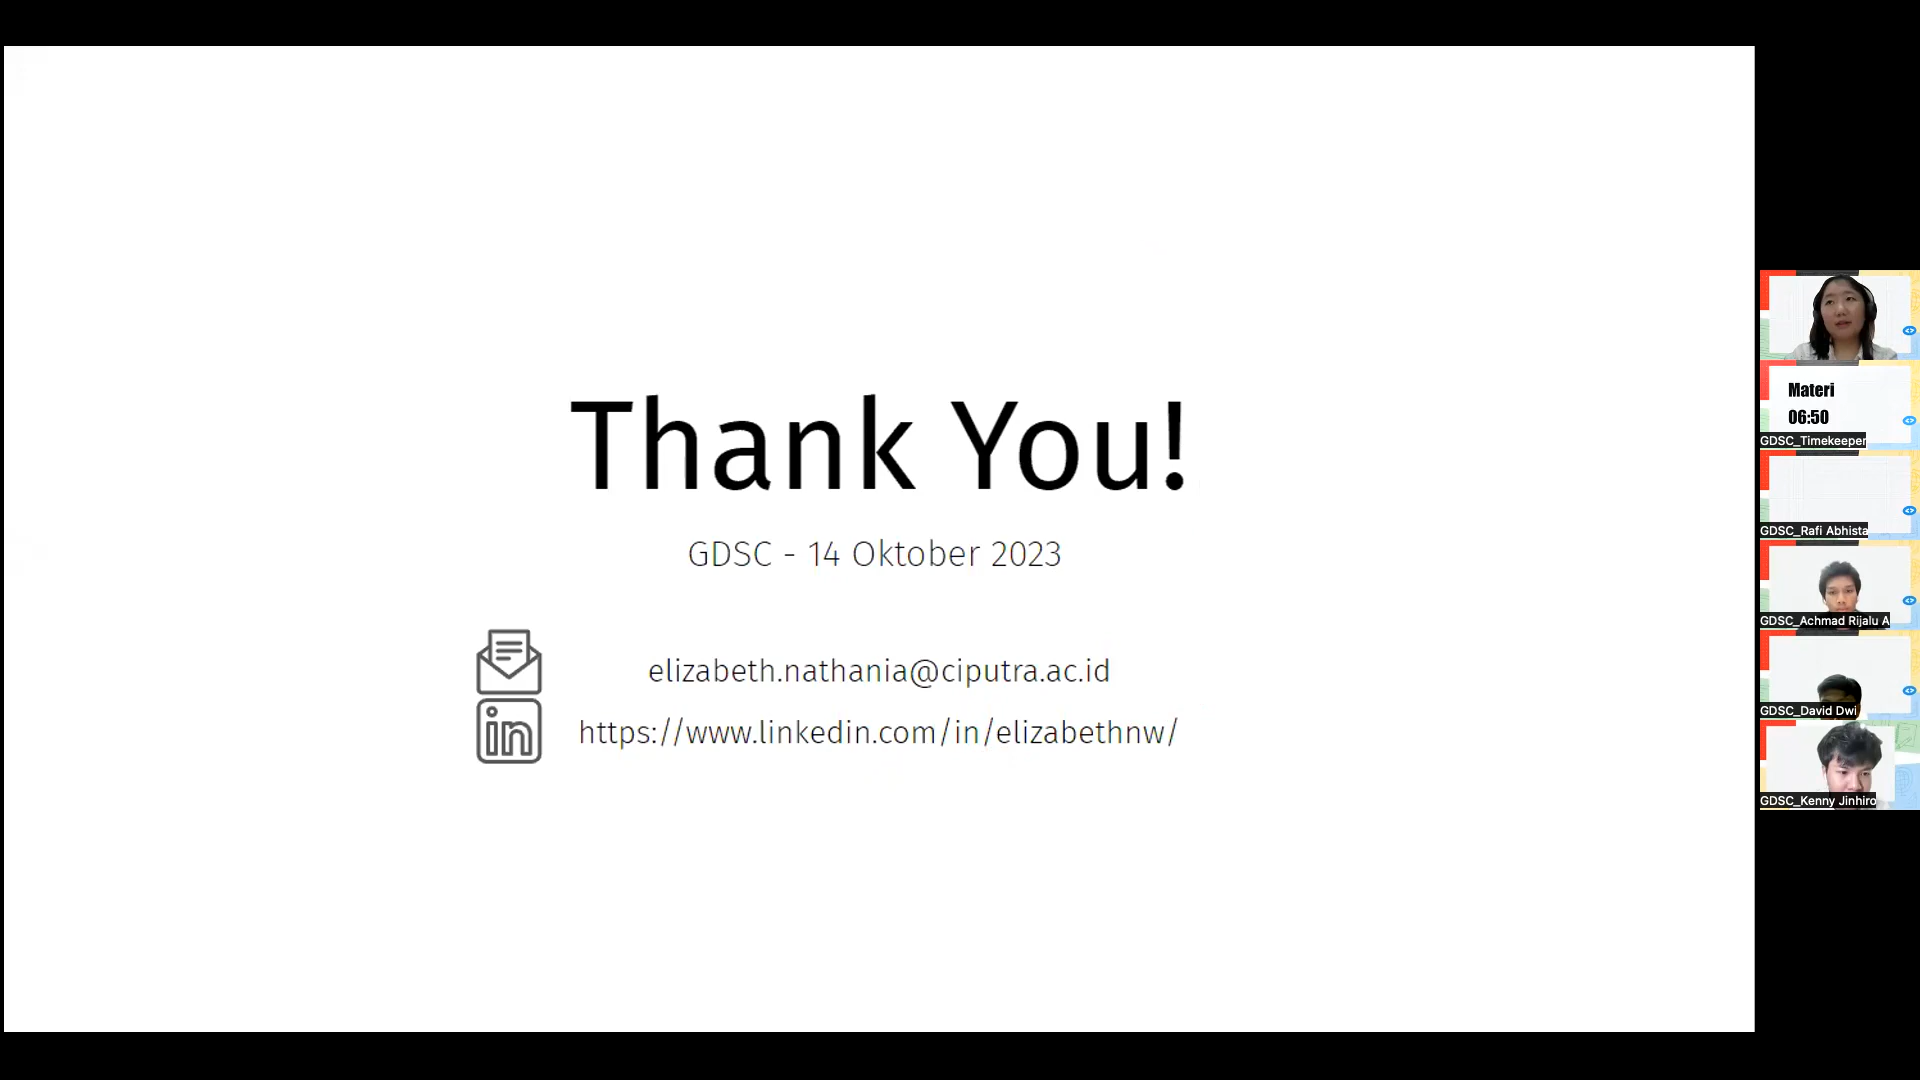 Thank You!
GDSC - 14 Oktober 2023
elizabeth.nathania@ciputra.ac.id
in
https://www.linkedin.com/in/elizabethnw/
Materi
06:50
GDSC_Timekeeper
GDSC_Rafi Abhista
GDSC_Achmad Rijalu A
GDSC_David Dwi
GDSC_Kenny Jinhiro